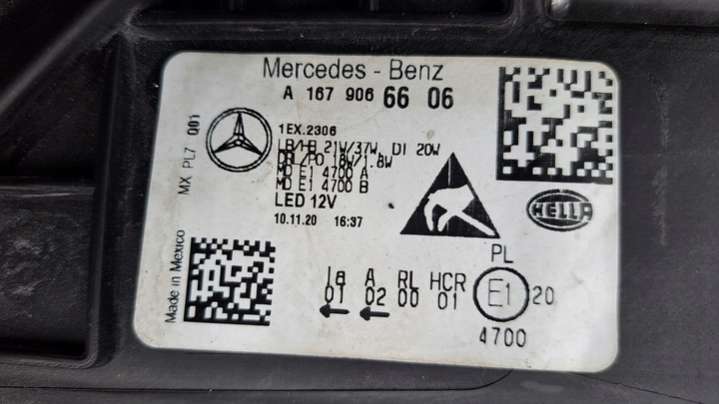 Mercedes - Benz
A 167 906 66 06
MX PL7 001
1EX.2306
LB/HB 21W/37W, DI 20W
DRL/PO 18W/1.8W
MD E1 4700 A
MD E1 4700 B
LED 12V
10.11.20 16:37
HELLA
Made in Mexico
PL
Ia A RL HCR E1 20
01 02 00 01
4700